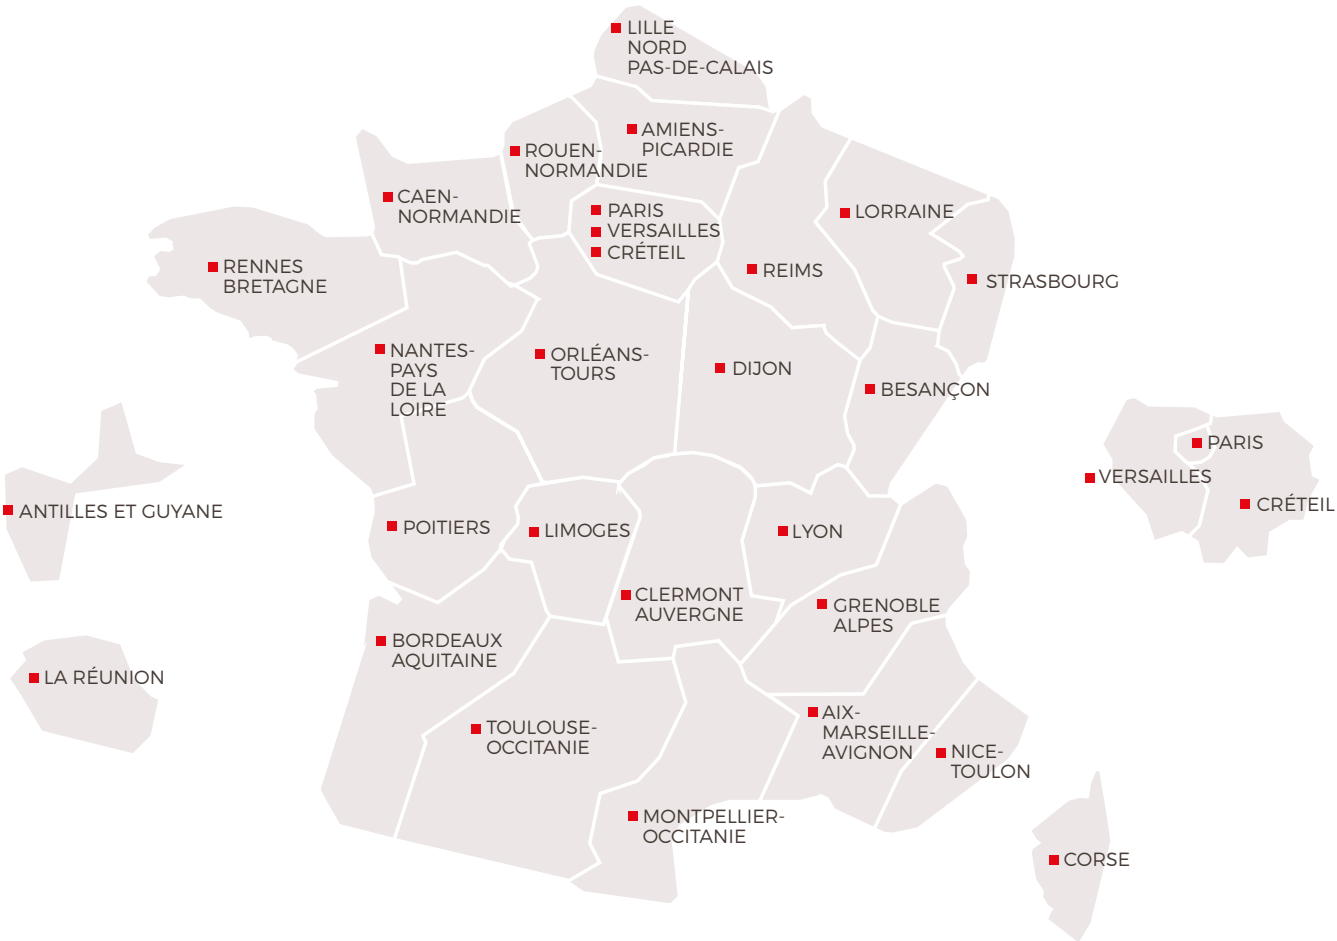 LILLE
NORD
PAS-DE-CALAIS
AMIENS-
PICARDIE
ROUEN-
NORMANDIE
CAEN-
NORMANDIE
PARIS
VERSAILLES
CRÉTEIL
LORRAINE
REIMS
STRASBOURG
RENNES
BRETAGNE
NANTES-
PAYS
DE LA
LOIRE
ORLÉANS-
TOURS
DIJON
BESANÇON
PARIS
VERSAILLES
CRÉTEIL
ANTILLES ET GUYANE
POITIERS
LIMOGES
LYON
CLERMONT
AUVERGNE
GRENOBLE
ALPES
BORDEAUX
AQUITAINE
LA RÉUNION
TOULOUSE-
OCCITANIE
AIX-
MARSEILLE-
AVIGNON
NICE-
TOULON
MONTPELLIER-
OCCITANIE
CORSE